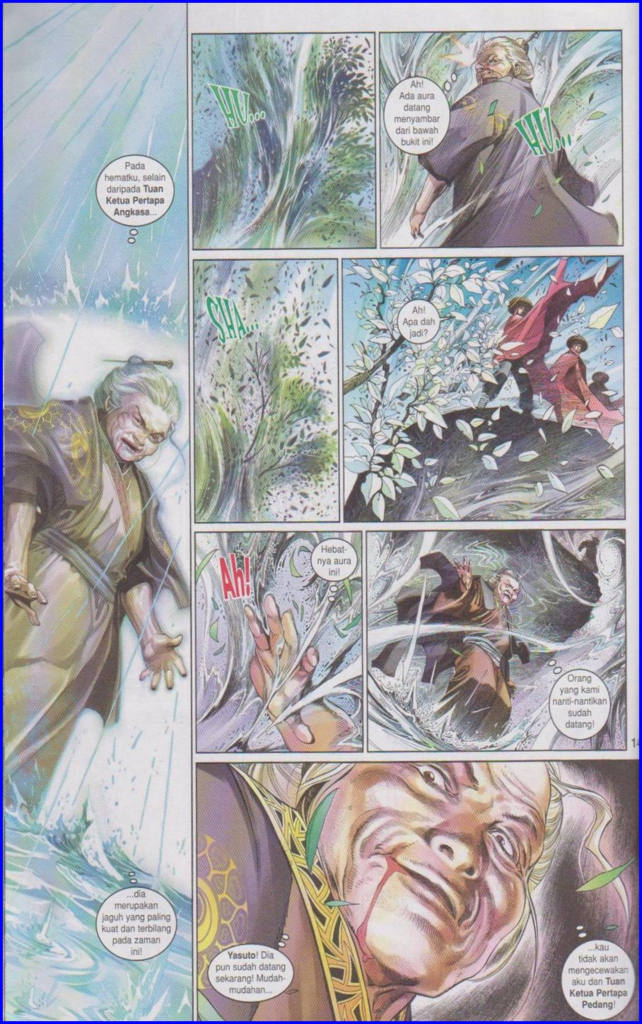 Pada
hematku, selain
daripada Tuan
Ketua Pertapa
Angkasa...
...dia
merupakan
jaguh yang paling
kuat dan terbilang
pada zaman
ini!
HU...
Ah!
Ada aura
datang
menyambar
dari bawah
bukit ini!
HU...
SHA...
Ah!
Apa dah
jadi?
Ah!
Hebat-
nya aura
ini!
Orang
yang kami
nanti-nantikan
sudah
datang!
Yasuto! Dia
pun sudah datang
sekarang! Mudah-
mudahan...
...kau
tidak akan
mengecewakan
aku dan Tuan
Ketua Pertapa
Pedang!